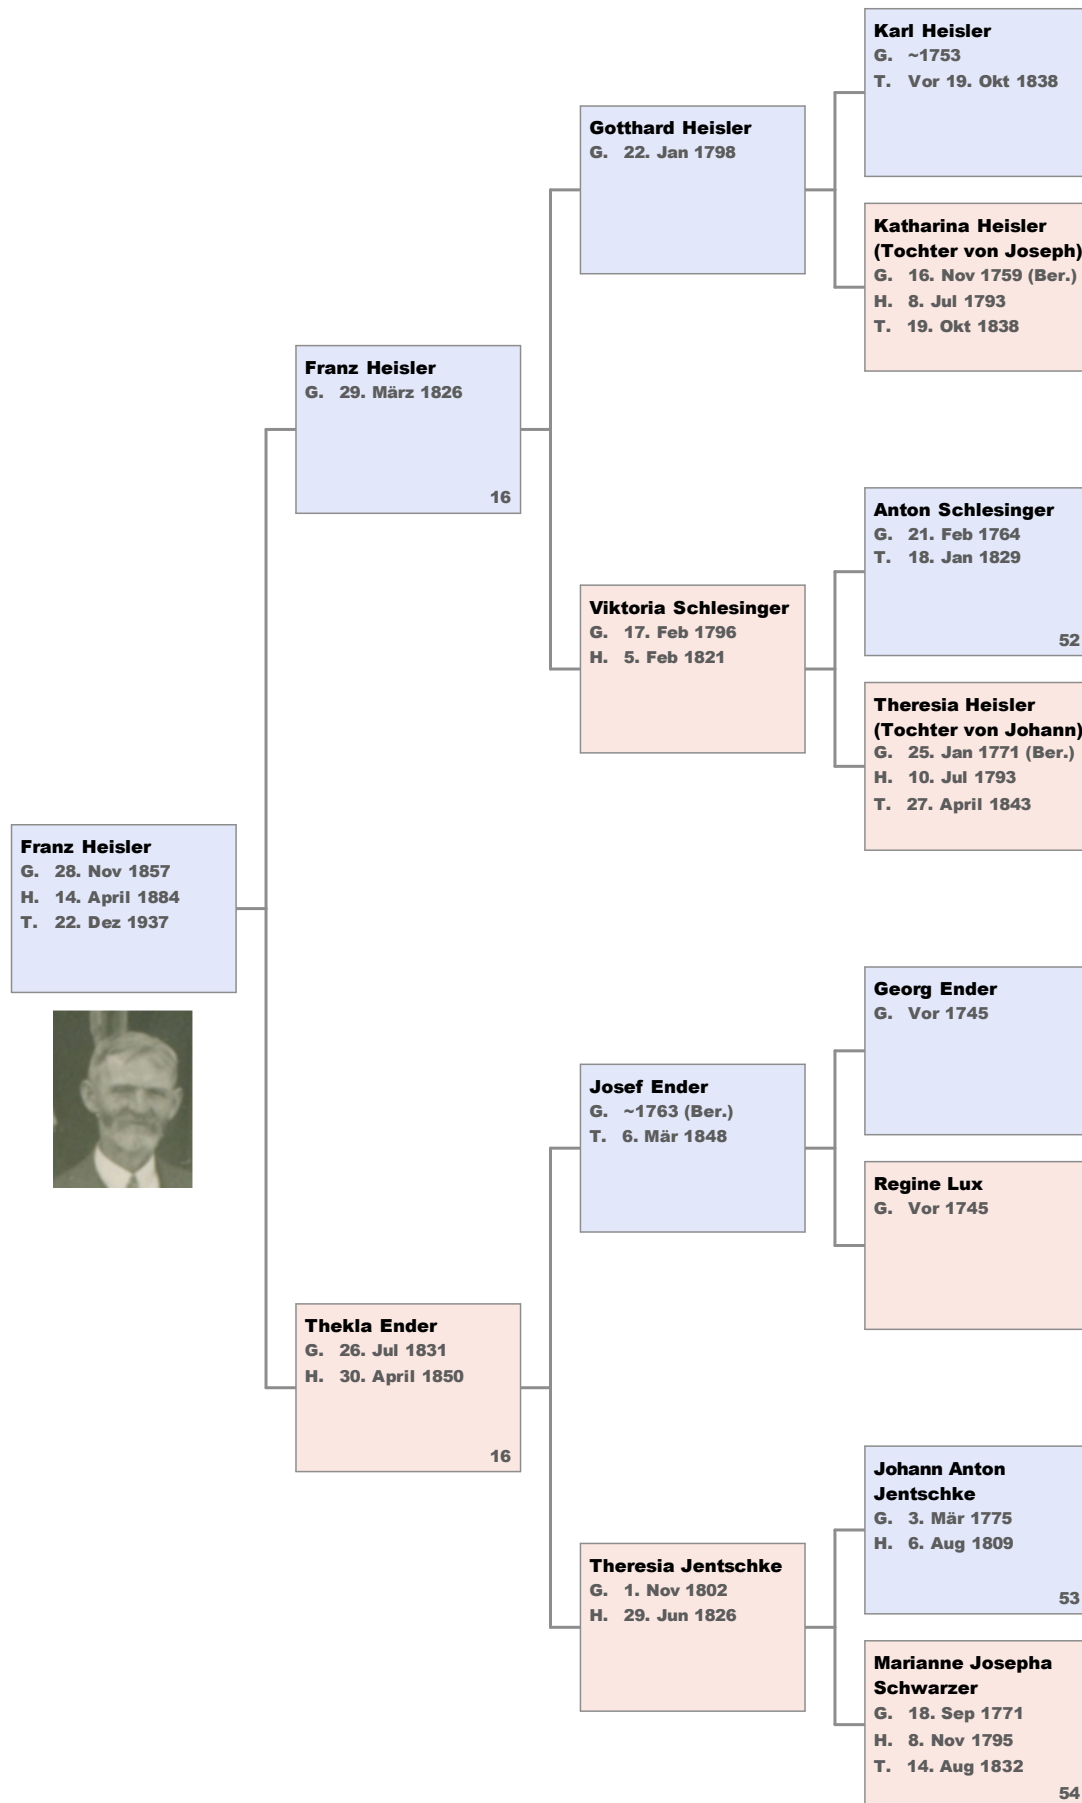 Karl Heisler
G. ~1753
T. Vor 19. Okt 1838
Gotthard Heisler
G. 22. Jan 1798
Katharina Heisler
(Tochter von Joseph)
G. 16. Nov 1759 (Ber.)
H. 8. Jul 1793
T. 19. Okt 1838
Franz Heisler
G. 29. März 1826
16
Anton Schlesinger
G. 21. Feb 1764
T. 18. Jan 1829
52
Viktoria Schlesinger
G. 17. Feb 1796
H. 5. Feb 1821
Theresia Heisler
(Tochter von Johann)
G. 25. Jan 1771 (Ber.)
H. 10. Jul 1793
T. 27. April 1843
Franz Heisler
G. 28. Nov 1857
H. 14. April 1884
T. 22. Dez 1937
Georg Ender
G. Vor 1745
Josef Ender
G. ~1763 (Ber.)
T. 6. Mär 1848
Regine Lux
G. Vor 1745
Thekla Ender
G. 26. Jul 1831
H. 30. April 1850
16
Johann Anton
Jentschke
G. 3. Mär 1775
H. 6. Aug 1809
53
Theresia Jentschke
G. 1. Nov 1802
H. 29. Jun 1826
Marianne Josepha
Schwarzer
G. 18. Sep 1771
H. 8. Nov 1795
T. 14. Aug 1832
54